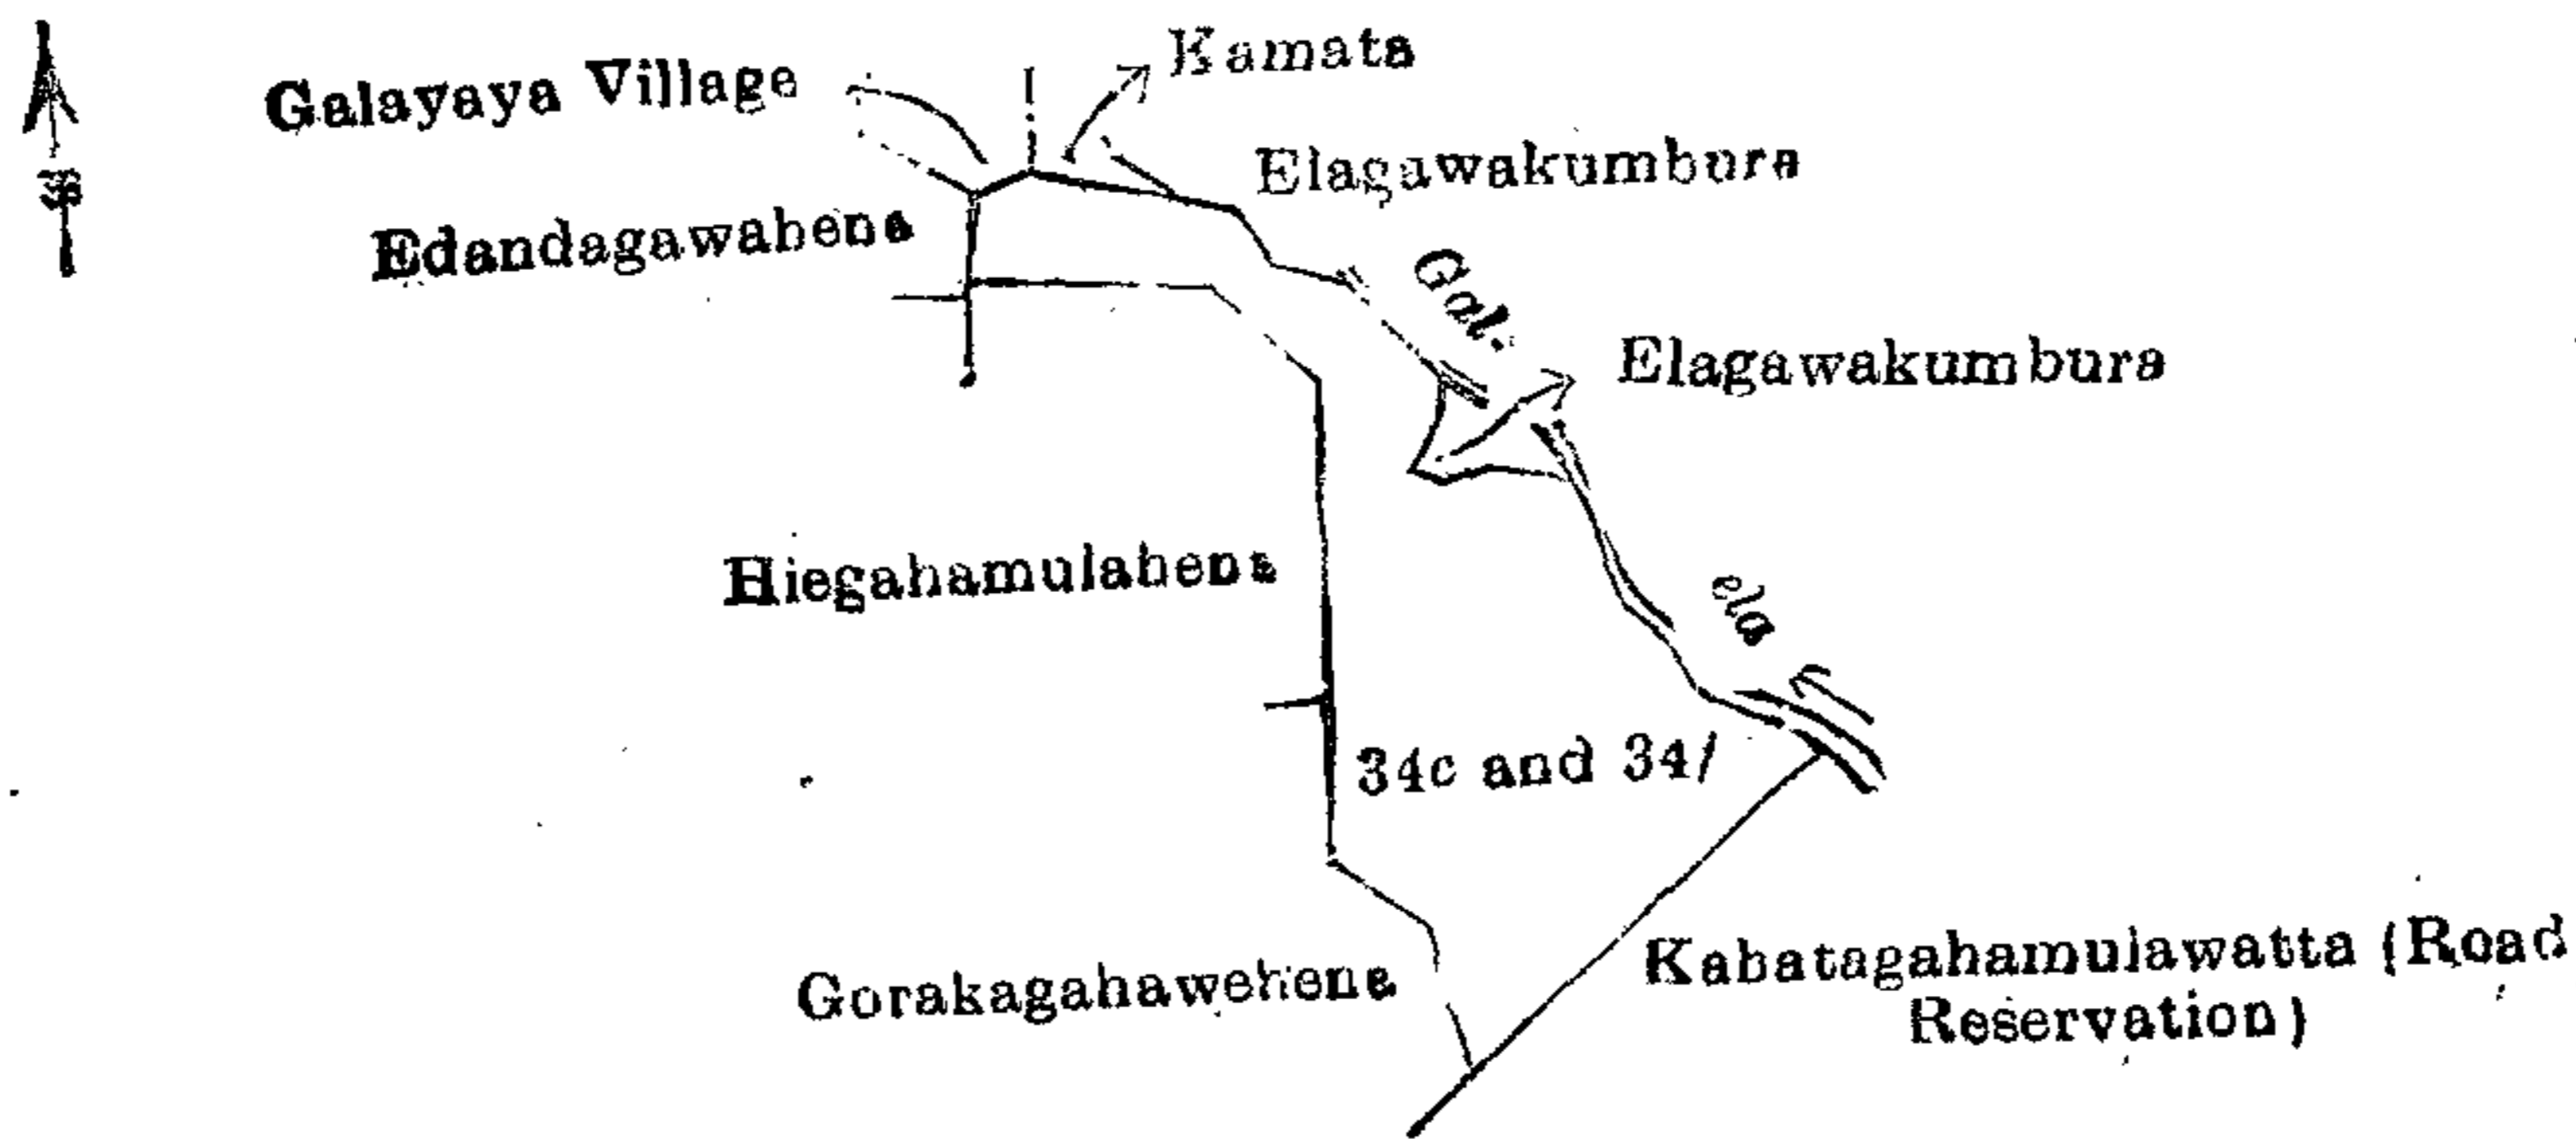 Kamata
Galayaya Village
Elagawakumbura
Edandagawahena
Gal.
Elagawakumbura
Hiegahamulahena
ela
34c and 34/
Kabatagahamulawatta (Road
Reservation)
Gorakagahawehena